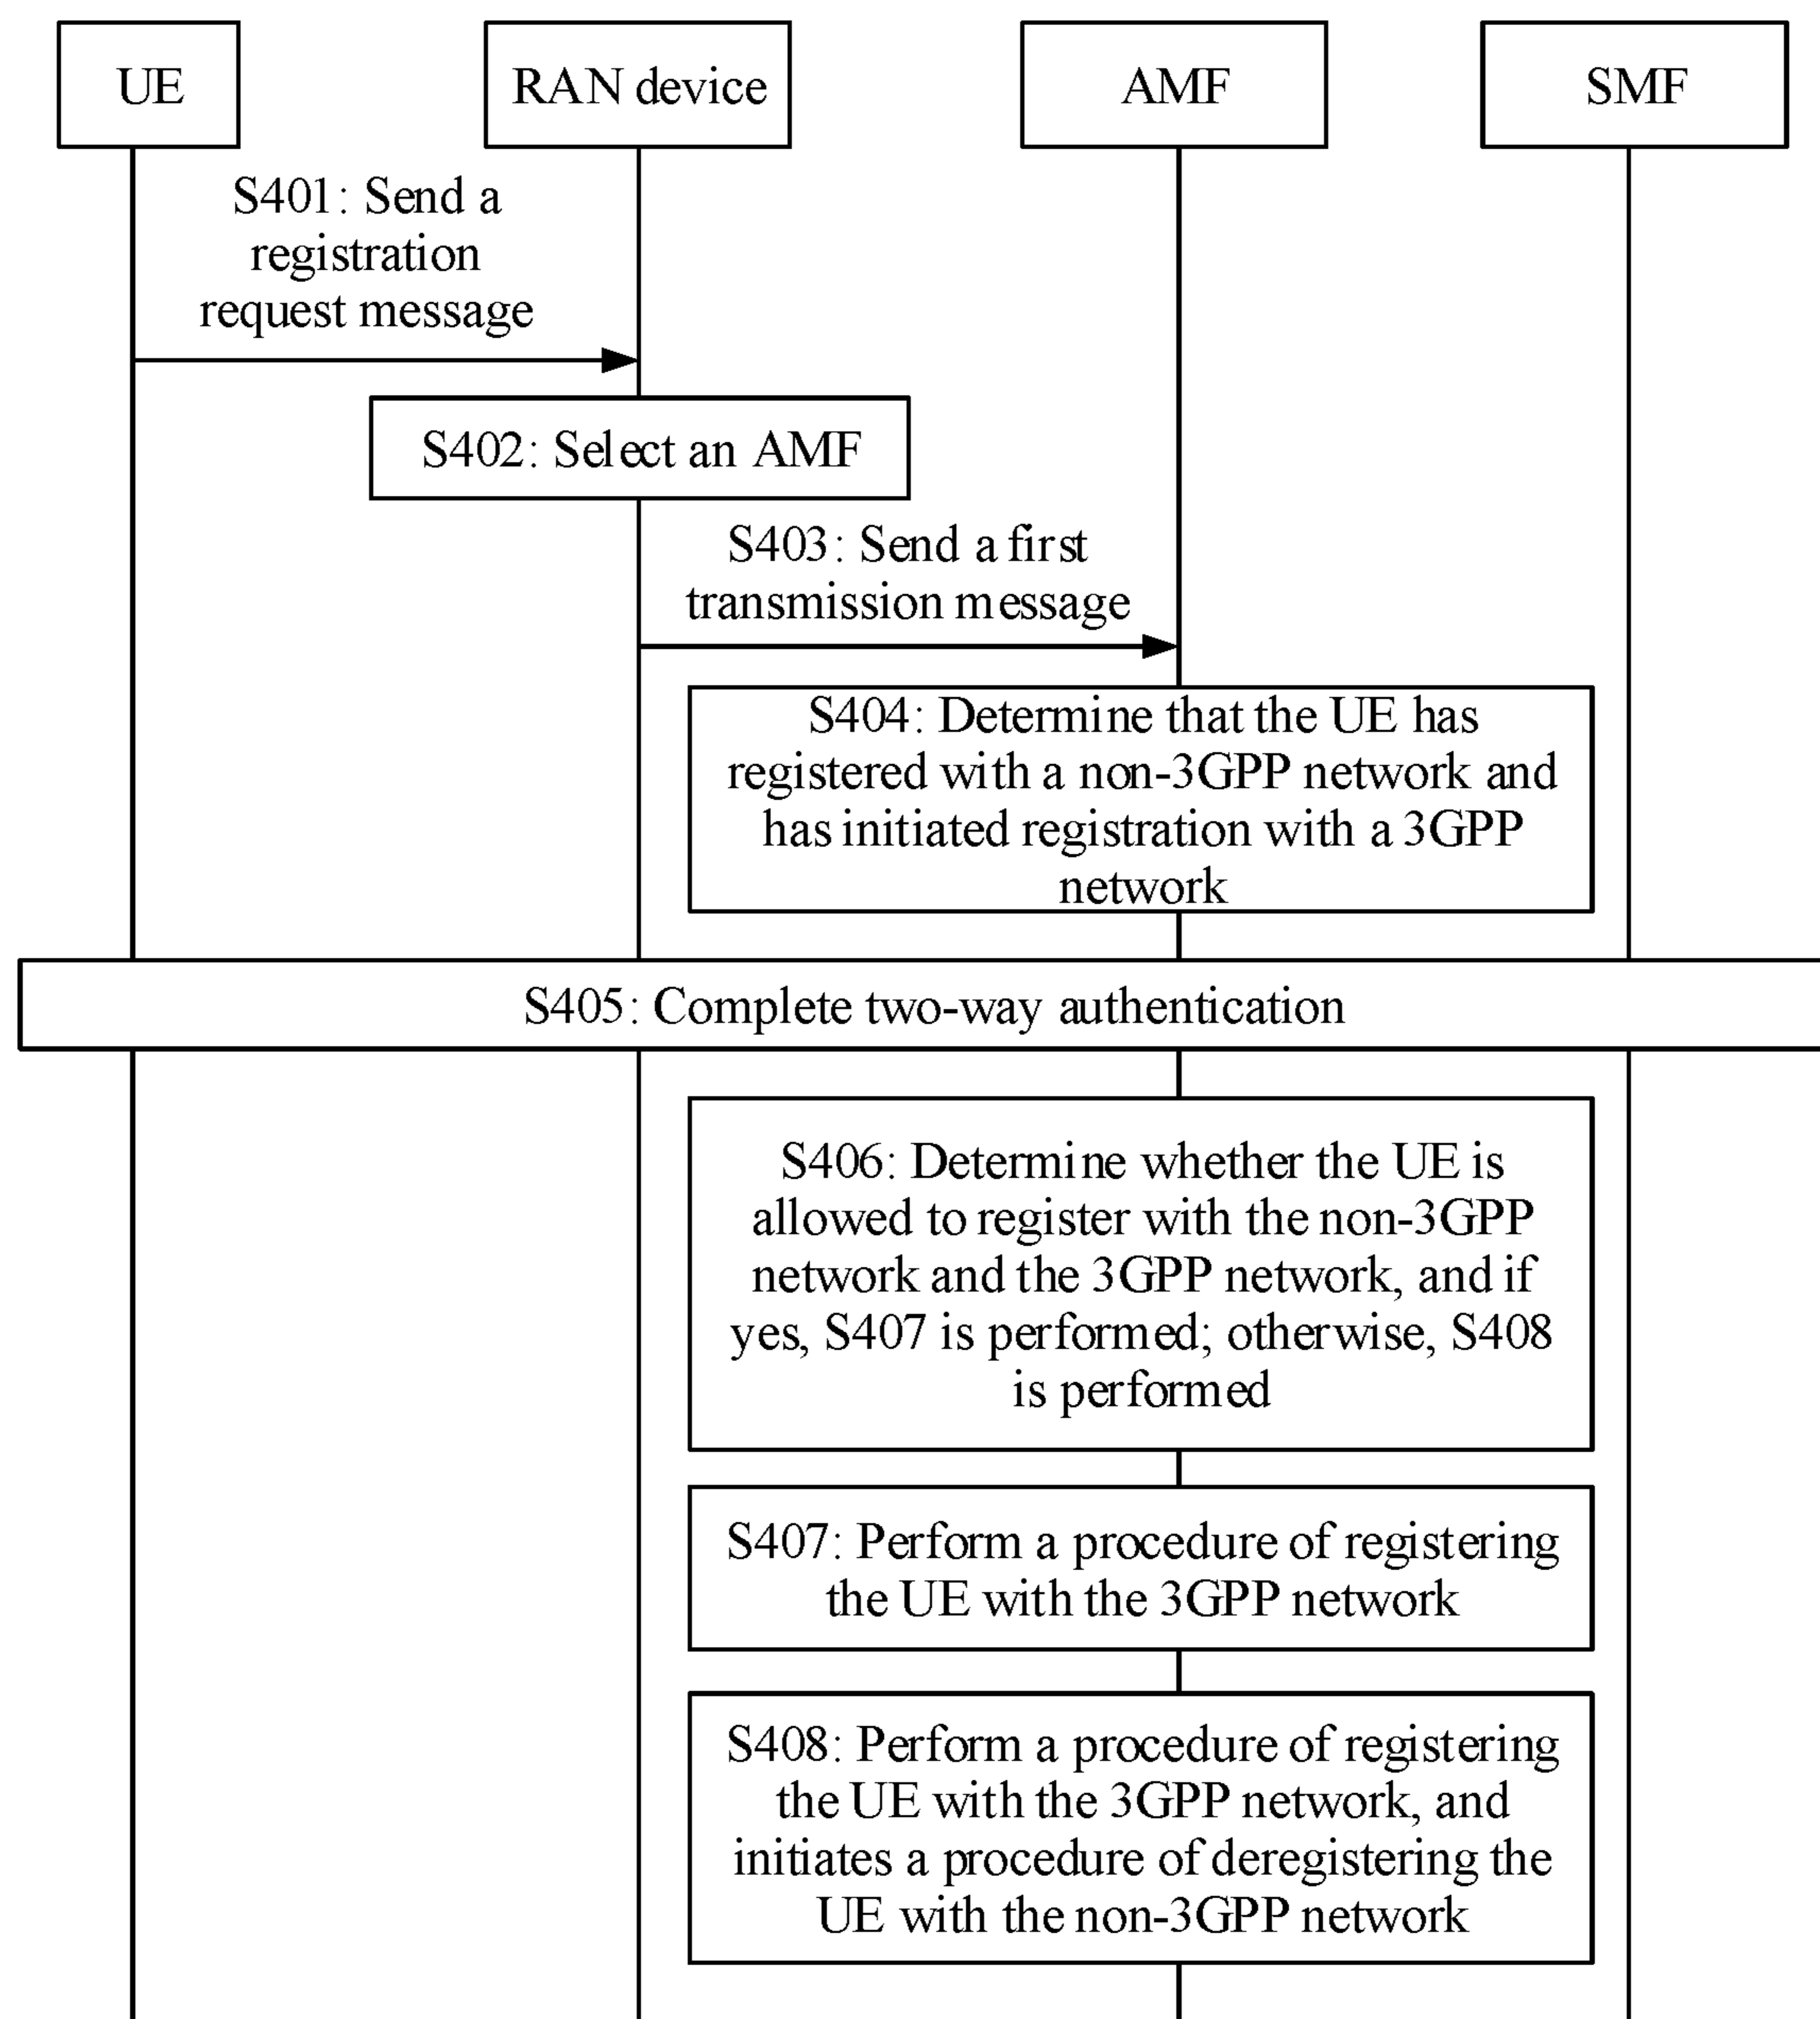 UE
RAN device
AMF
SMF
S401: Send a
registration
request message
S402: Select an AMF
S403: Send a first
transmission message
S404: Determine that the UE has
registered with a non-3GPP network and
has initiated registration with a 3GPP
network
S405: Complete two-way authentication
S406: Determine whether the UE is
allowed to register with the non-3GPP
network and the 3GPP network, and if
yes, S407 is performed; otherwise, S408
is performed
S407: Perform a procedure of registering
the UE with the 3GPP network
S408: Perform a procedure of registering
the UE with the 3GPP network, and
initiates a procedure of deregistering the
UE with the non-3GPP network